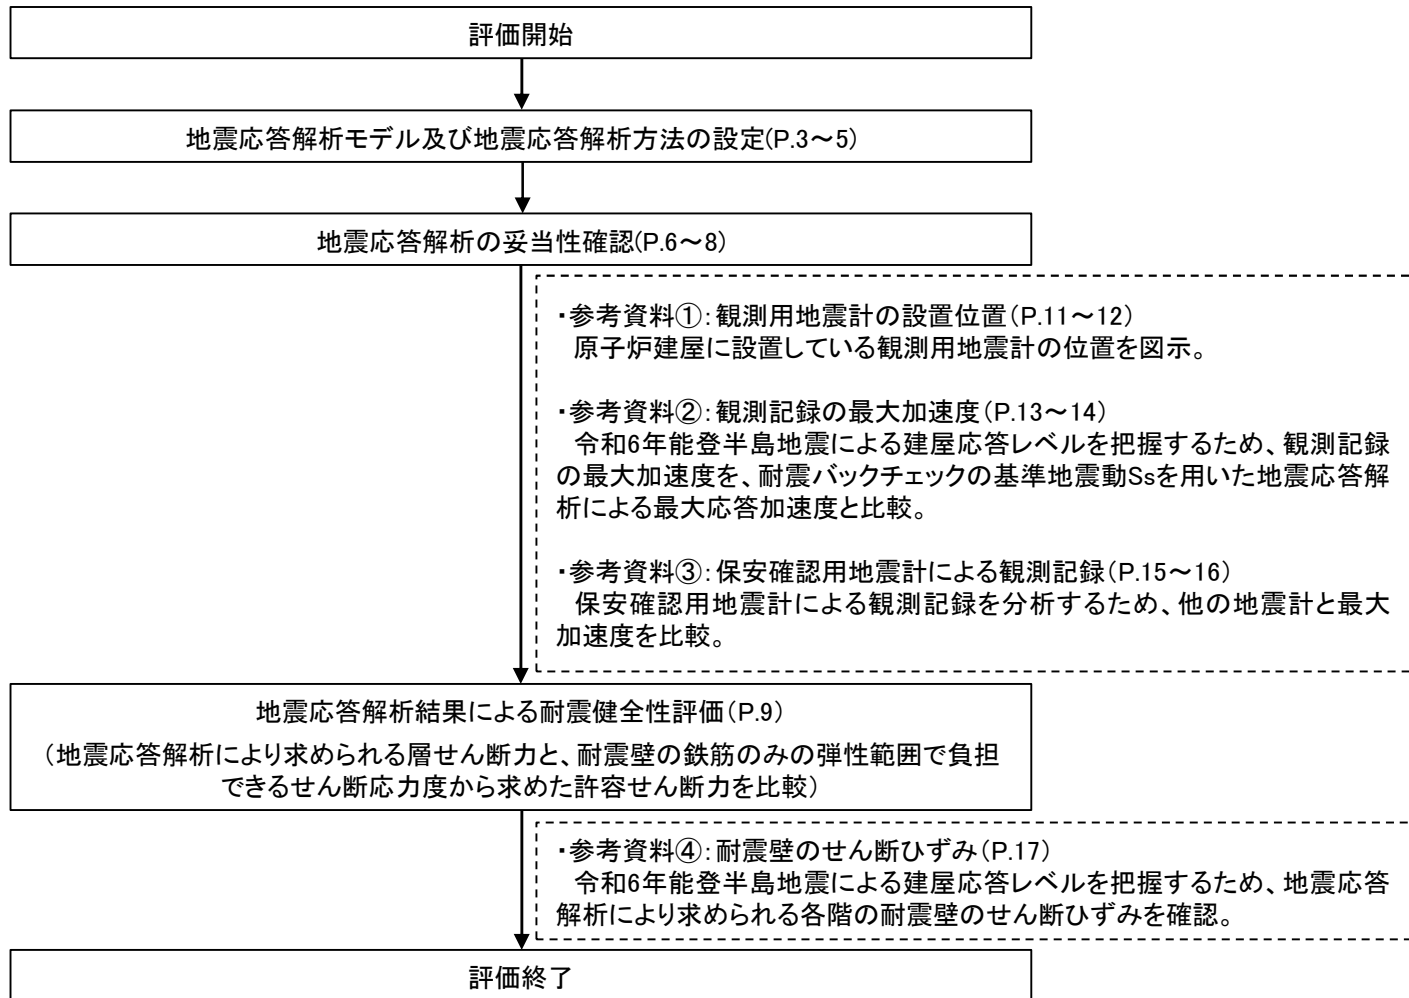 評価開始
地震応答解析モデル及び地震応答解析方法の設定(P.3～5)
地震応答解析の妥当性確認(P.6～8)
・参考資料①：観測用地震計の設置位置（P.11～12）
原子炉建屋に設置している観測用地震計の位置を図示。
・参考資料②：観測記録の最大加速度（P.13～14）
令和6年能登半島地震による建屋応答レベルを把握するため、観測記録
の最大加速度を、耐震バックチェックの基準地震動Ssを用いた地震応答解
析による最大応答加速度と比較。
・参考資料③：保安確認用地震計による観測記録（P.15～16）
保安確認用地震計による観測記録を分析するため、他の地震計と最大
加速度を比較。
地震応答解析結果による耐震健全性評価（P.9）
（地震応答解析により求められる層せん断力と、耐震壁の鉄筋のみの弾性範囲で負担
できるせん断応力度から求めた許容せん断力を比較）
・参考資料④：耐震壁のせん断ひずみ（P.17）
令和6年能登半島地震による建屋応答レベルを把握するため、地震応答
解析により求められる各階の耐震壁のせん断ひずみを確認。
評価終了